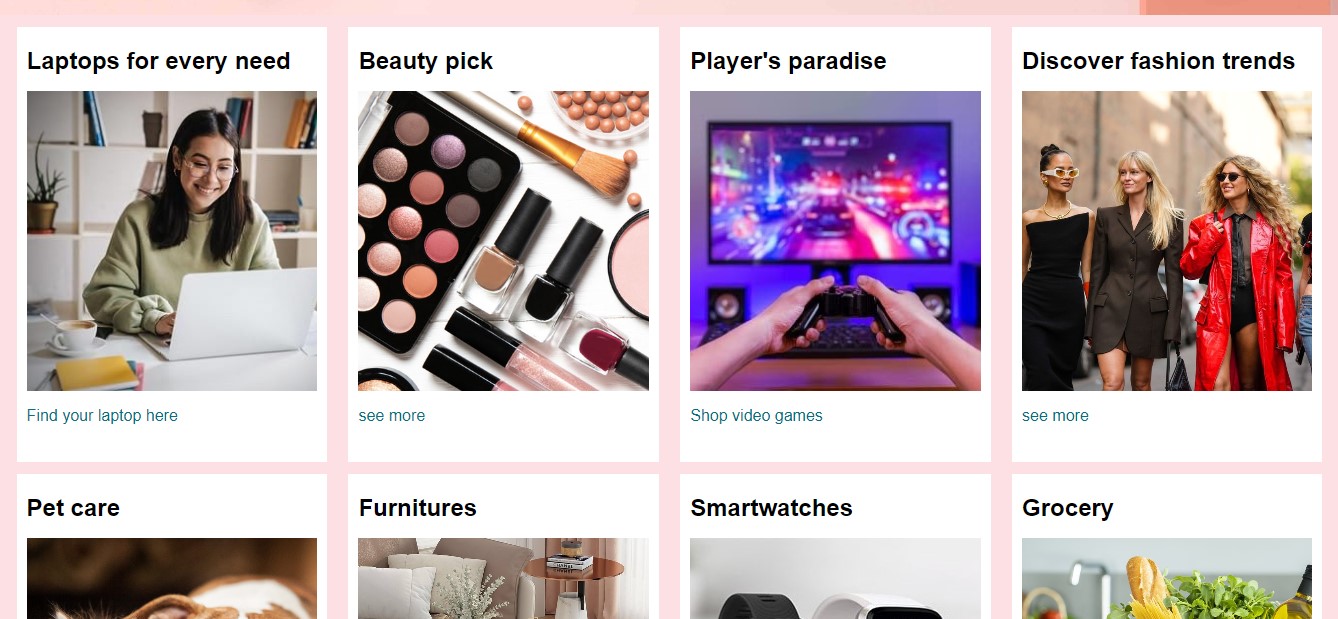 Laptops for every need
Beauty pick
Player's paradise
Discover fashion trends
Find your laptop here
see more
Shop video games
see more
Pet care
Furnitures
Smartwatches
Grocery